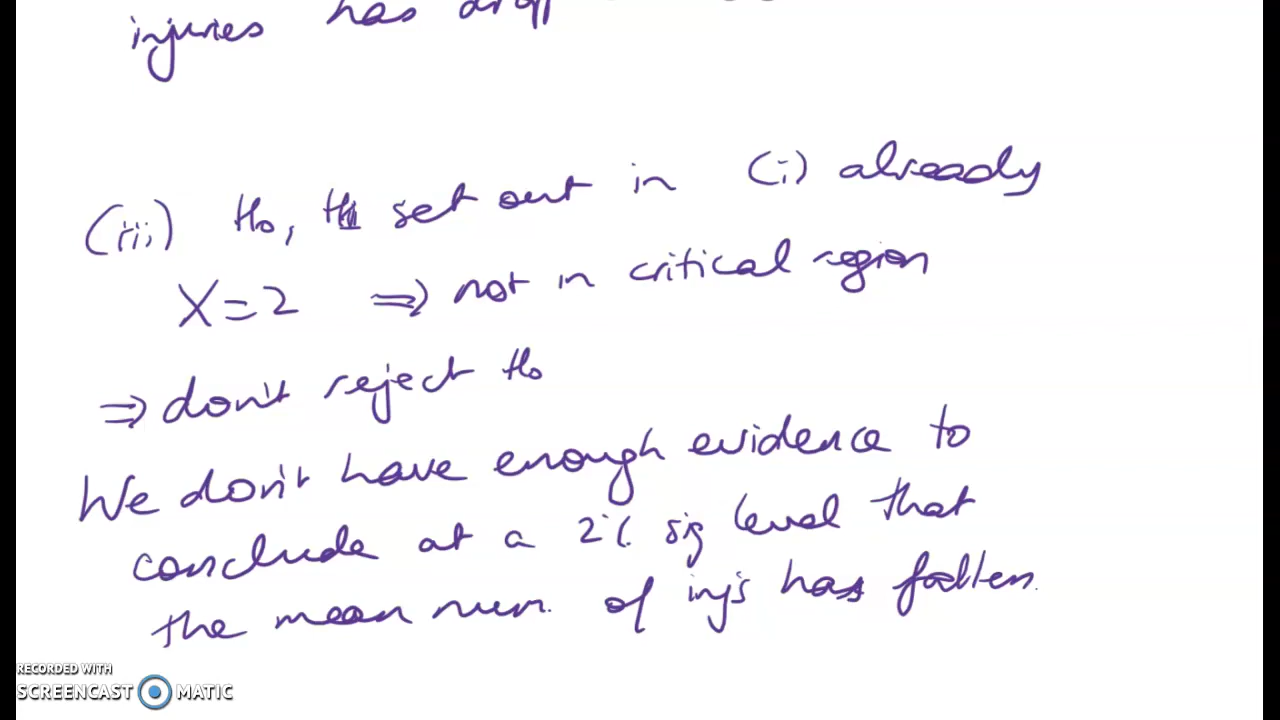 injuries has
(iii) H₀, H₁ set out in (i) already
X = 2 ⇒ not in critical region
⇒ don't reject H₀
We don't have enough evidence to
conclude at a 2% sig level that
the mean num. of inj's has fallen.
RECORDED WITH
SCREENCAST MATIC